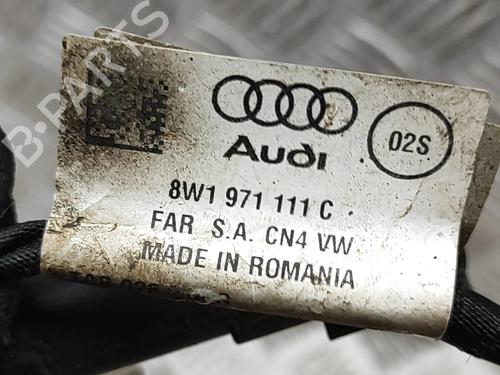 B-PARTS
02S
Audi
8W1 971 111 C
FAR S.A. CN4 VW
MADE IN ROMANIA